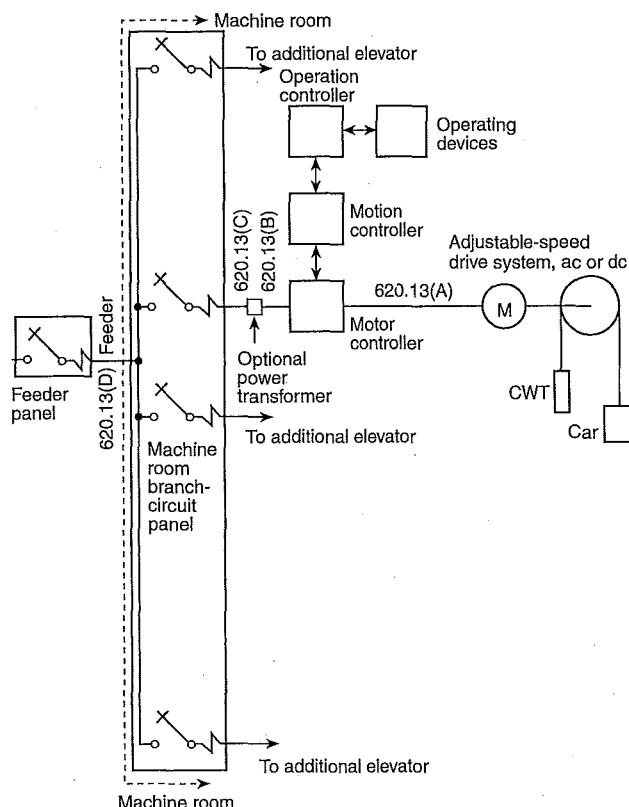 Machine room
To additional elevator
Operation
controller
Operating
devices
620.13(C)
620.13(B)
Motion
controller
Adjustable-speed
drive system, ac or dc
620.13(A)
M
Motor
controller
Feeder
620.13(D)
Feeder
panel
Optional
power
transformer
CWT
Car
To additional elevator
Machine
room
branch-
circuit
panel
To additional elevator
Machine room